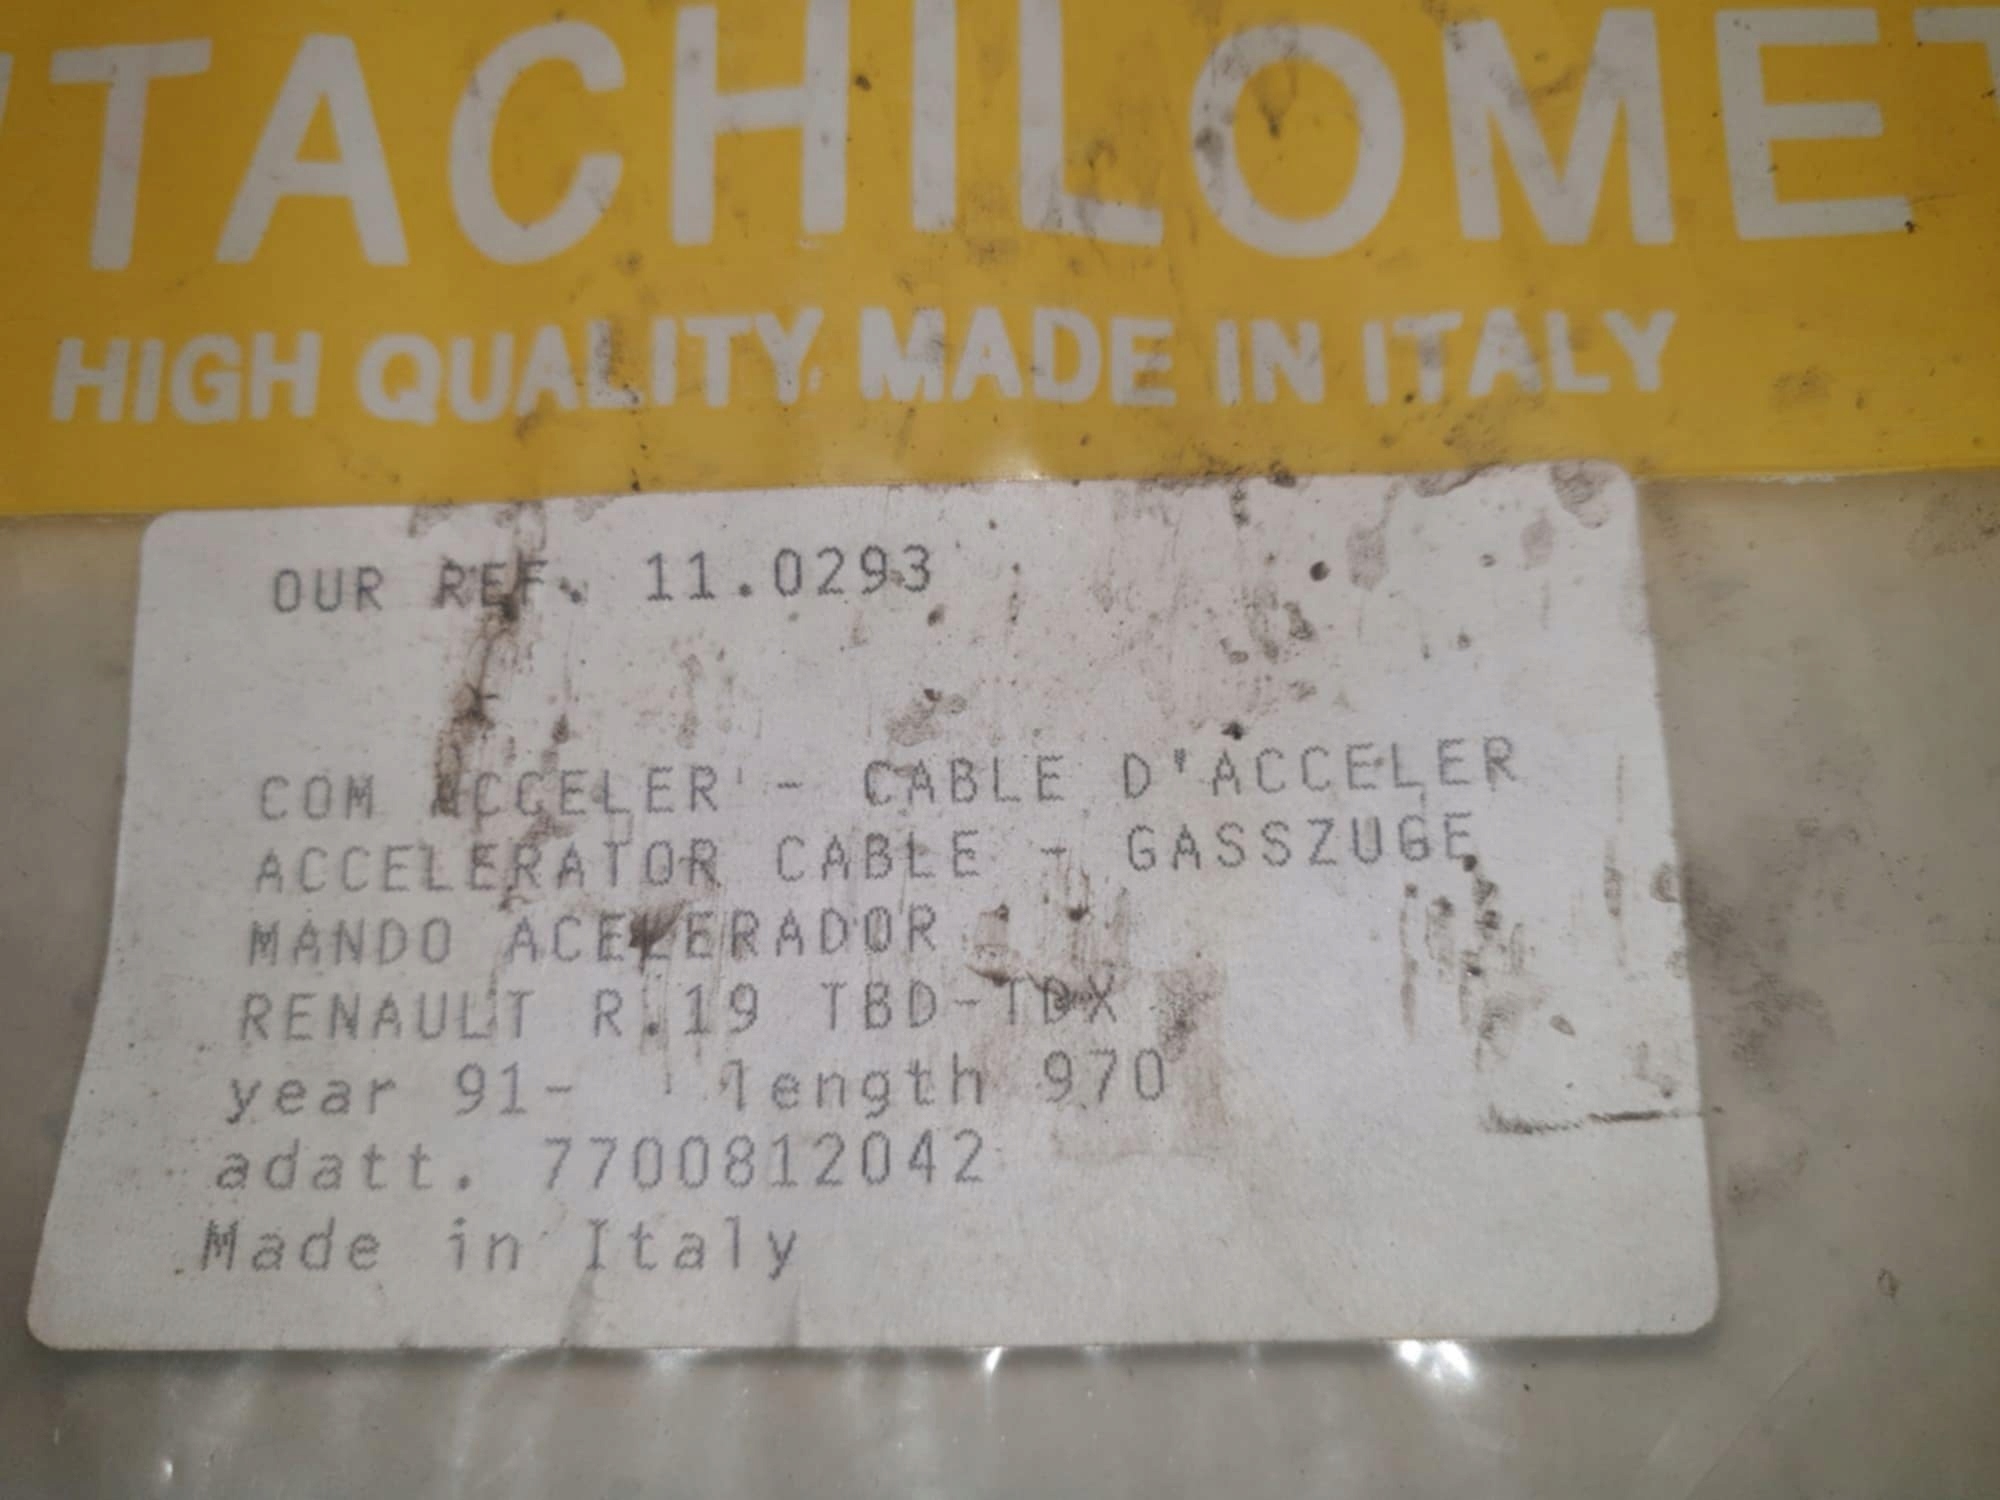 TACHILOMET
HIGH QUALITY MADE IN ITALY
OUR REF. 11.0293
COM ACCELER - CABLE D'ACCELER
ACCELERATOR CABLE - GASSZUGE
MANDO ACELERADOR
RENAULT R.19 TBD-TDX
year 91- length 970
adatt. 7700812042
Made in Italy